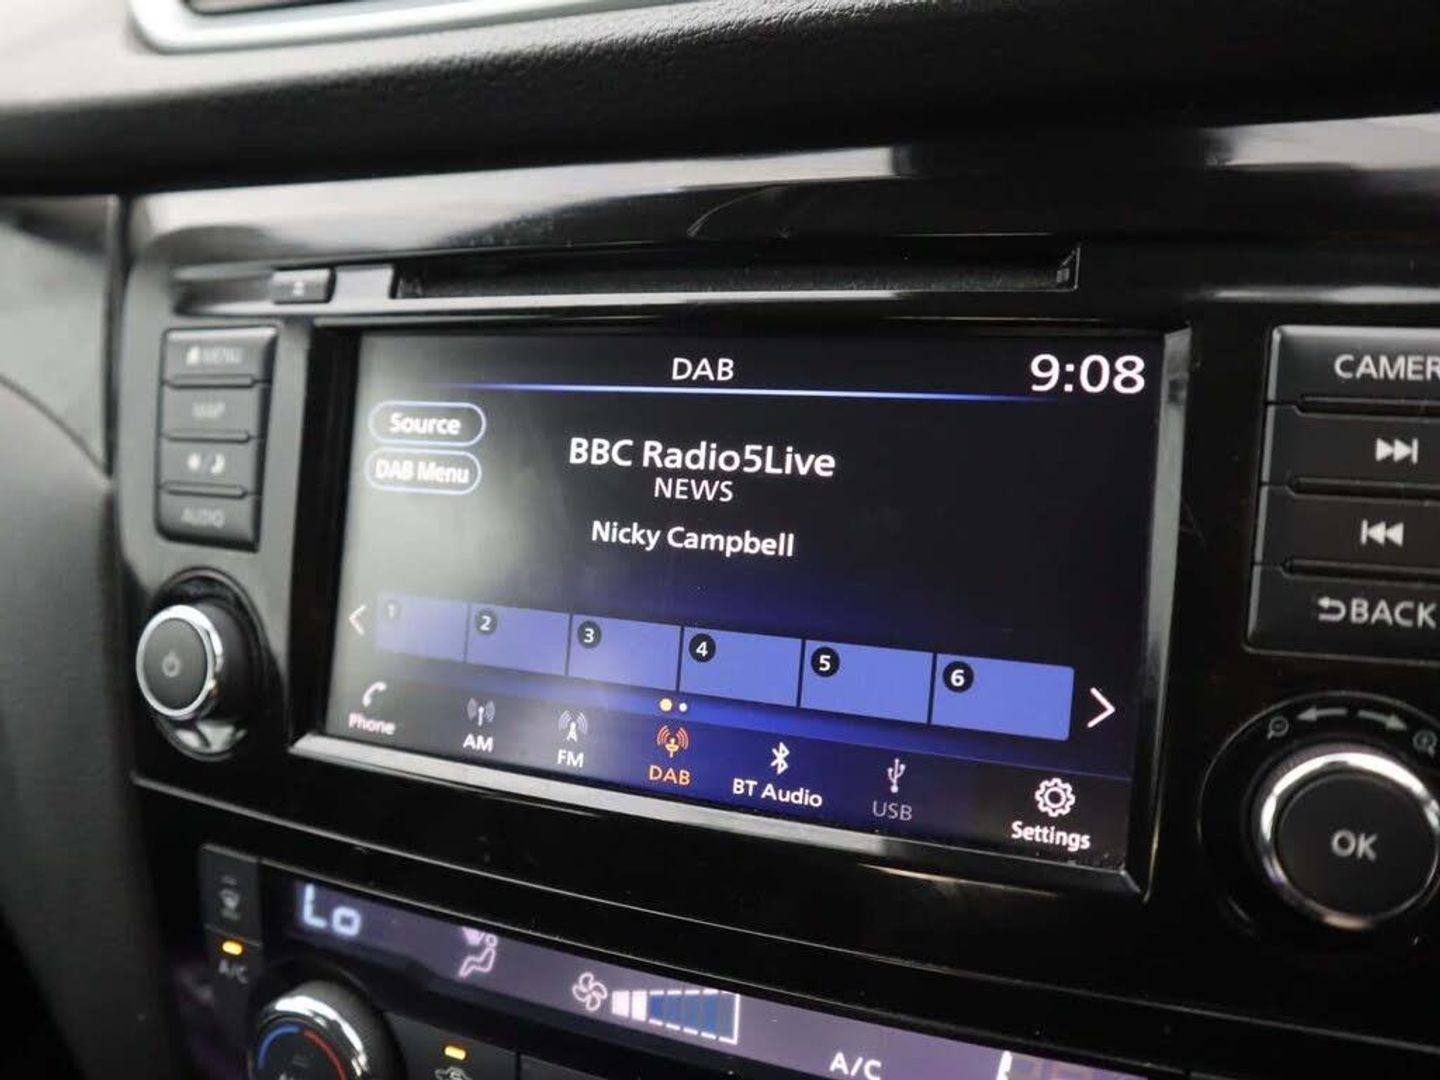 DAB
9:08
Source
DAB Menu
BBC Radio5Live
NEWS
Nicky Campbell
1 2 3 4 5 6
Phone
AM
FM
DAB
BT Audio
USB
Settings
MENU
MAP
AUDIO
CAMER
BACK
OK
Lo
A/C
A/C